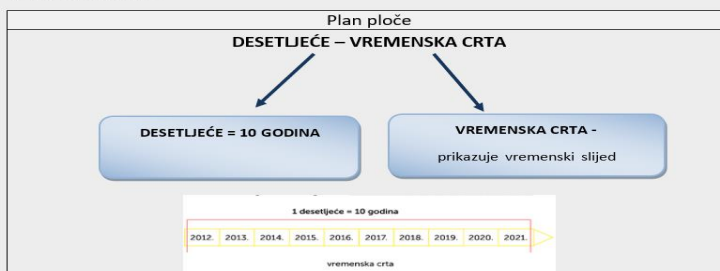 Plan ploče
DESETLJEĆE – VREMENSKA CRTA
DESETLJEĆE = 10 GODINA
VREMENSKA CRTA -
prikazuje vremenski slijed
1 desetljeće = 10 godina
2012. 2013. 2014. 2015. 2016. 2017. 2018. 2019. 2020. 2021.
vremenska crta